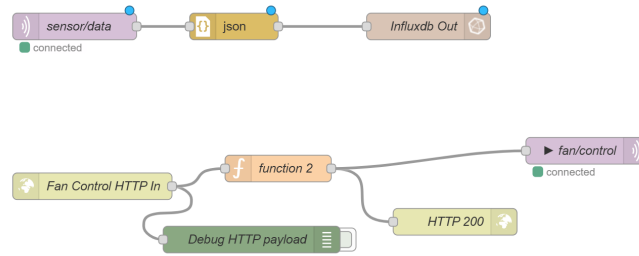 sensor/data
json
Influxdb Out
connected
► fan/control
function 2
connected
Fan Control HTTP In
HTTP 200
Debug HTTP payload